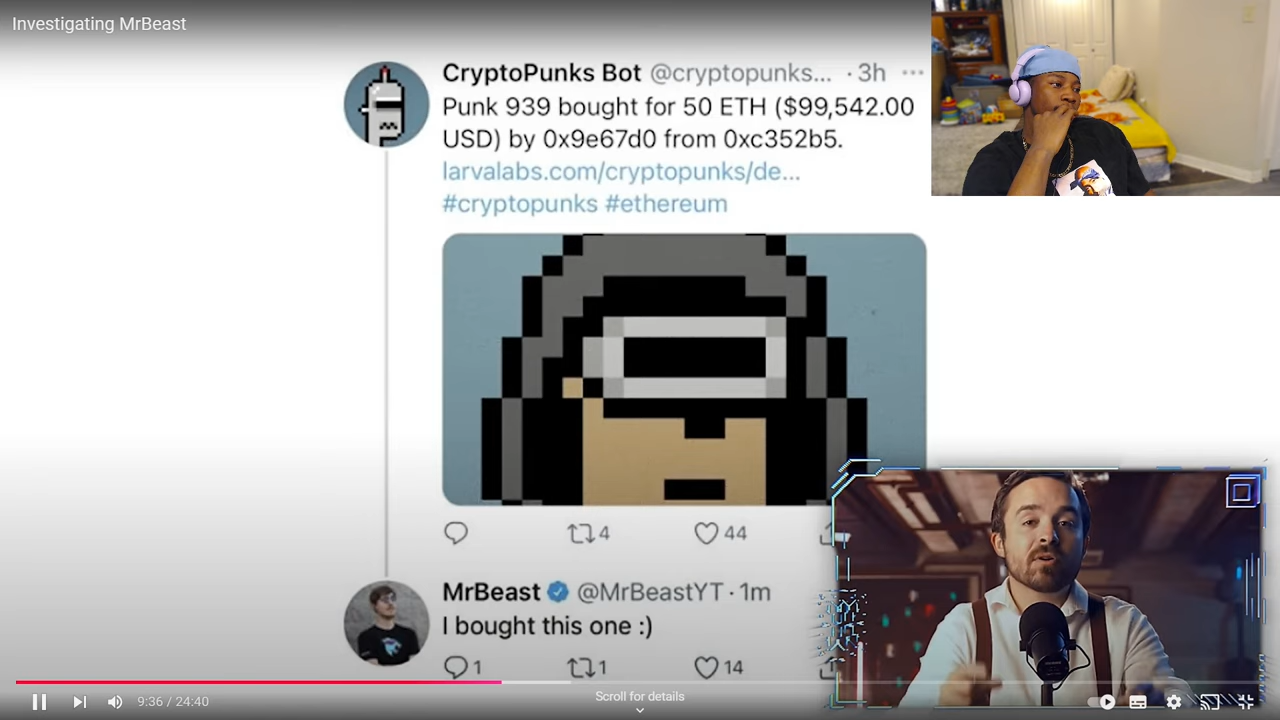 Investigating MrBeast
CryptoPunks Bot @cryptopunks... · 3h ···
Punk 939 bought for 50 ETH ($99,542.00
USD) by 0x9e67d0 from 0xc352b5.
larvalabs.com/cryptopunks/de...
#cryptopunks #ethereum
4
44
MrBeast @MrBeastYT · 1m
I bought this one :)
1
1
14
9:36 / 24:40
Scroll for details